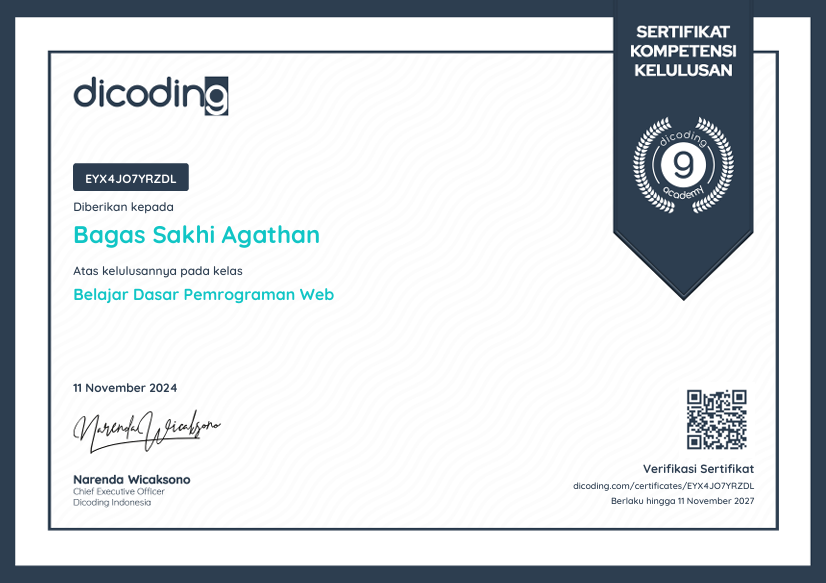 SERTIFIKAT
KOMPETENSI
KELULUSAN
dicoding
dicoding
9
academy
EYX4JO7YRZDL
Diberikan kepada
Bagas Sakhi Agathan
Atas kelulusannya pada kelas
Belajar Dasar Pemrograman Web
11 November 2024
Narenda Wicaksono
Narenda Wicaksono
Chief Executive Officer
Dicoding Indonesia
Verifikasi Sertifikat
dicoding.com/certificates/EYX4JO7YRZDL
Berlaku hingga 11 November 2027